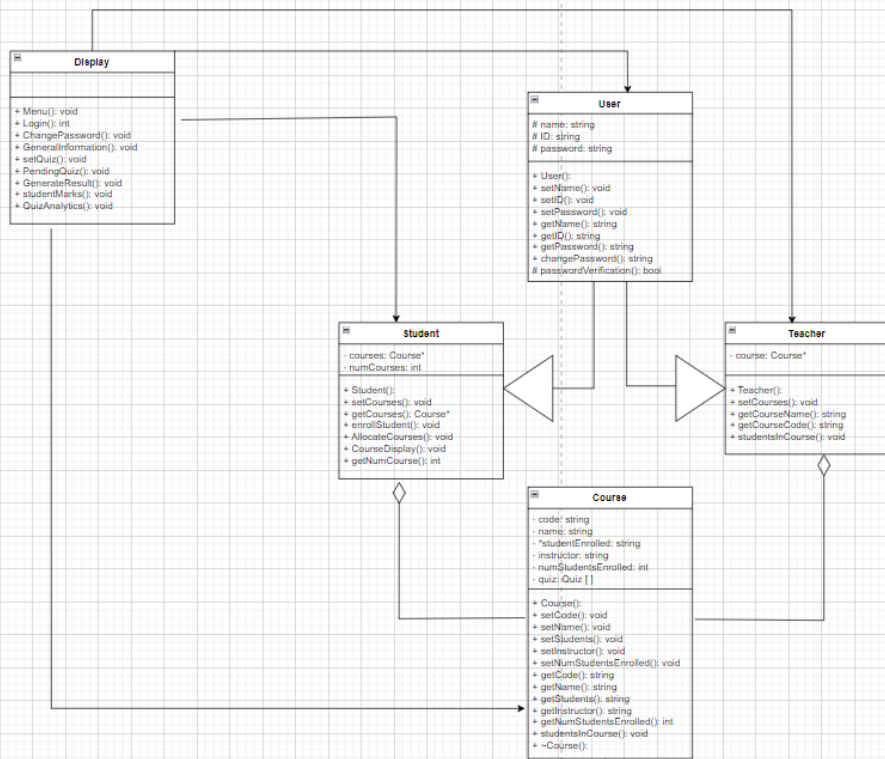 Display
+ Menu(): void
+ Login(): int
+ ChangePassword(): void
+ GeneralInformation(): void
+ setQuiz(): void
+ PendingQuiz(): void
+ GenerateResult(): void
+ studentMarks(): void
+ QuizAnalytics(): void
User
# name: string
# ID: string
# password: string
+ User():
+ setName(): void
+ setID(): void
+ setPassword(): void
+ getName(): string
+ getID(): string
+ getPassword(): string
+ changePassword(): string
# passwordVerification(): bool
Student
- courses: Course*
- numCourses: int
+ Student():
+ setCourses(): void
+ getCourses(): Course*
+ enrollStudent(): void
+ AllocateCourses(): void
+ CourseDisplay(): void
+ getNumCourse(): int
Teacher
- course: Course*
+ Teacher():
+ setCourses(): void
+ getCourseName(): string
+ getCourseCode(): string
+ studentsInCourse(): void
Course
- code: string
- name: string
- *studentEnrolled: string
- instructor: string
- numStudentsEnrolled: int
- quiz: Quiz [ ]
+ Course():
+ setCode(): void
+ setName(): void
+ setStudents(): void
+ setInstructor(): void
+ setNumStudentsEnrolled(): void
+ getCode(): string
+ getName(): string
+ getStudents(): string
+ getInstructor(): string
+ getNumStudentsEnrolled(): int
+ studentsInCourse(): void
+ ~Course():